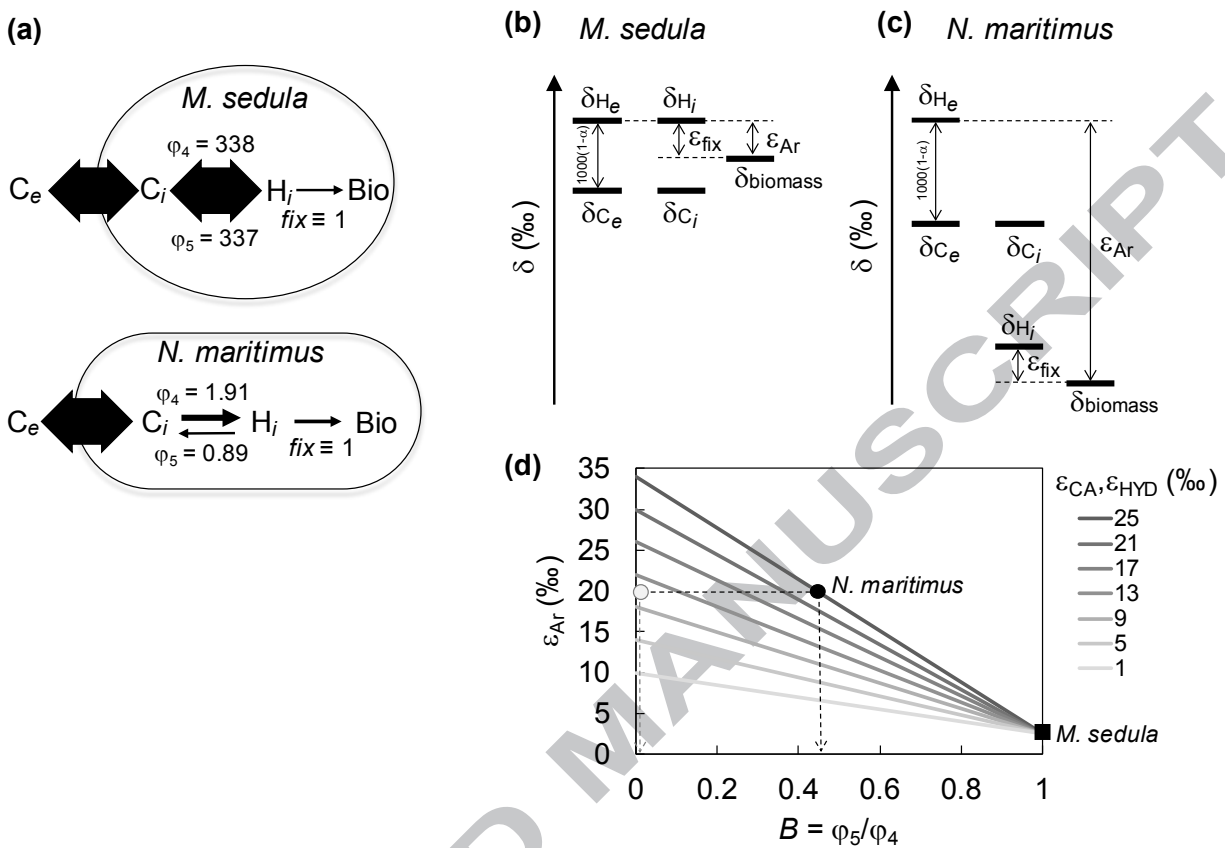 (a)
M. sedula
φ4 = 338
Ce Ci Hi Bio
fix ≡ 1
φ5 = 337
N. maritimus
φ4 = 1.91
Ce Ci Hi Bio
φ5 = 0.89
fix ≡ 1
(b) M. sedula
δHe δHi
1000(1-α)
εfix
εAr
δbiomass
δCe δCi
δ (‰)
(c) N. maritimus
δHe
1000(1-α)
δCe δCi
εAr
δHi
εfix
δbiomass
δ (‰)
(d)
35
30
25
20
15
10
5
0
εAr (‰)
N. maritimus
M. sedula
0 0.2 0.4 0.6 0.8 1
B = φ5/φ4
εCA,εHYD (‰)
25
21
17
13
9
5
1
D MANUSCRIPT